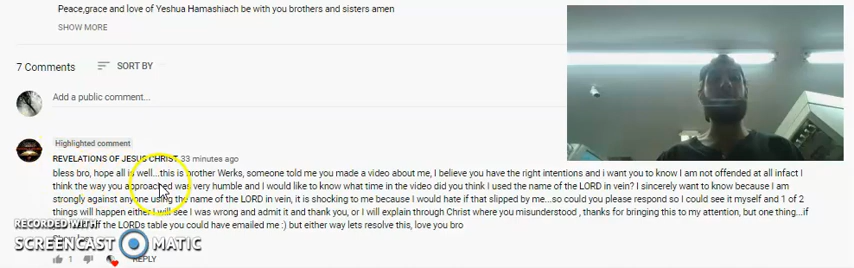 Peace,grace and love of Yeshua Hamashiach be with you brothers and sisters amen
SHOW MORE
7 Comments
SORT BY
Add a public comment...
Highlighted comment
REVELATIONS OF JESUS CHRIST 33 minutes ago
bless bro, hope all is well...this is brother Werks, someone told me you made a video about me, I believe you have the right intentions and i want you to know I am not offended at all infact I
think the way you approached was very humble and I would like to know what time in the video did you think I used the name of the LORD in vein? I sincerely want to know because I am
strongly against anyone using the name of the LORD in vein, it is shocking to me because I would hate if that slipped by me...so could you please respond so I could see it myself and 1 of 2
things will happen either I will see I was wrong and admit it and thank you, or I will explain through Christ where you misunderstood , thanks for bringing this to my attention, but one thing...if
off the LORDs table you could have emailed me :) but either way lets resolve this, love you bro
RECORDED WITH
SCREENCAST MATIC
1
REPLY